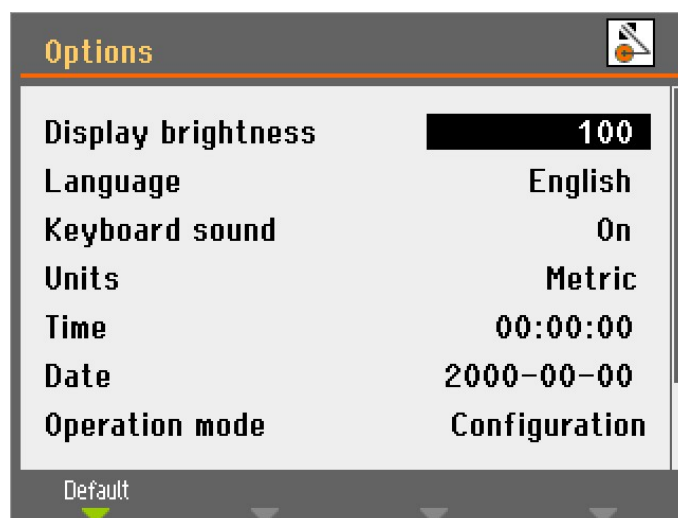 Options
Display brightness 100
Language English
Keyboard sound On
Units Metric
Time 00:00:00
Date 2000-00-00
Operation mode Configuration
Default